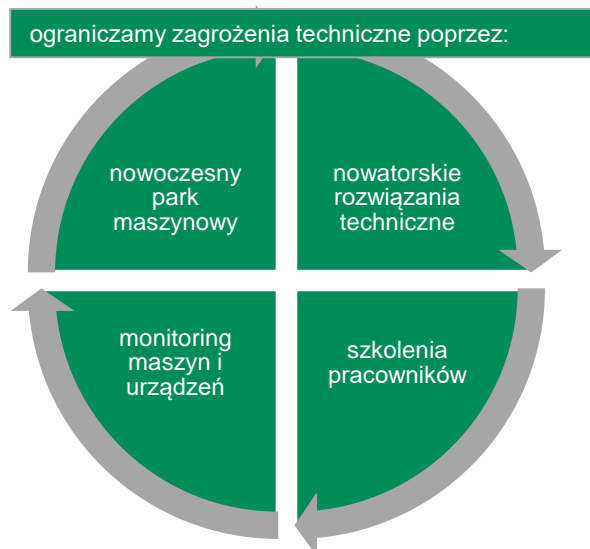 ograniczamy zagrożenia techniczne poprzez:
nowoczesny
park
maszynowy
nowatorskie
rozwiązania
techniczne
monitoring
maszyn i
urządzeń
szkolenia
pracowników